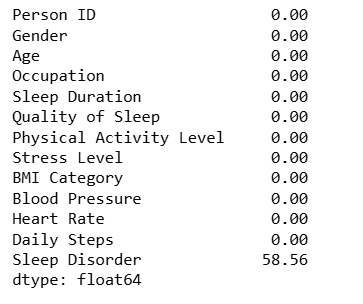 Person ID 0.00
Gender 0.00
Age 0.00
Occupation 0.00
Sleep Duration 0.00
Quality of Sleep 0.00
Physical Activity Level 0.00
Stress Level 0.00
BMI Category 0.00
Blood Pressure 0.00
Heart Rate 0.00
Daily Steps 0.00
Sleep Disorder 58.56
dtype: float64